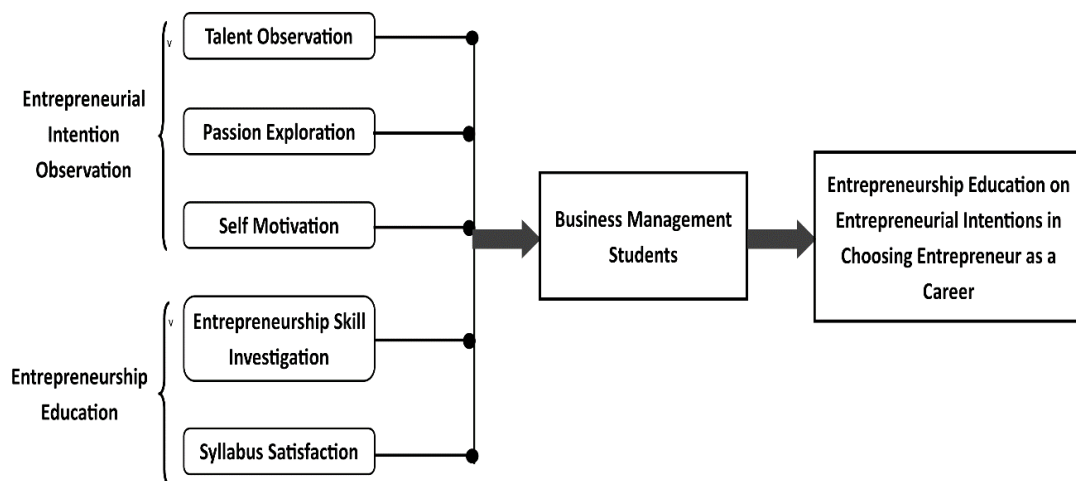 Entrepreneurial
Intention
Observation
v
Talent Observation
Passion Exploration
Self Motivation
Entrepreneurship
Education
v
Entrepreneurship Skill
Investigation
Syllabus Satisfaction
Business Management
Students
Entrepreneurship Education on
Entrepreneurial Intentions in
Choosing Entrepreneur as a
Career